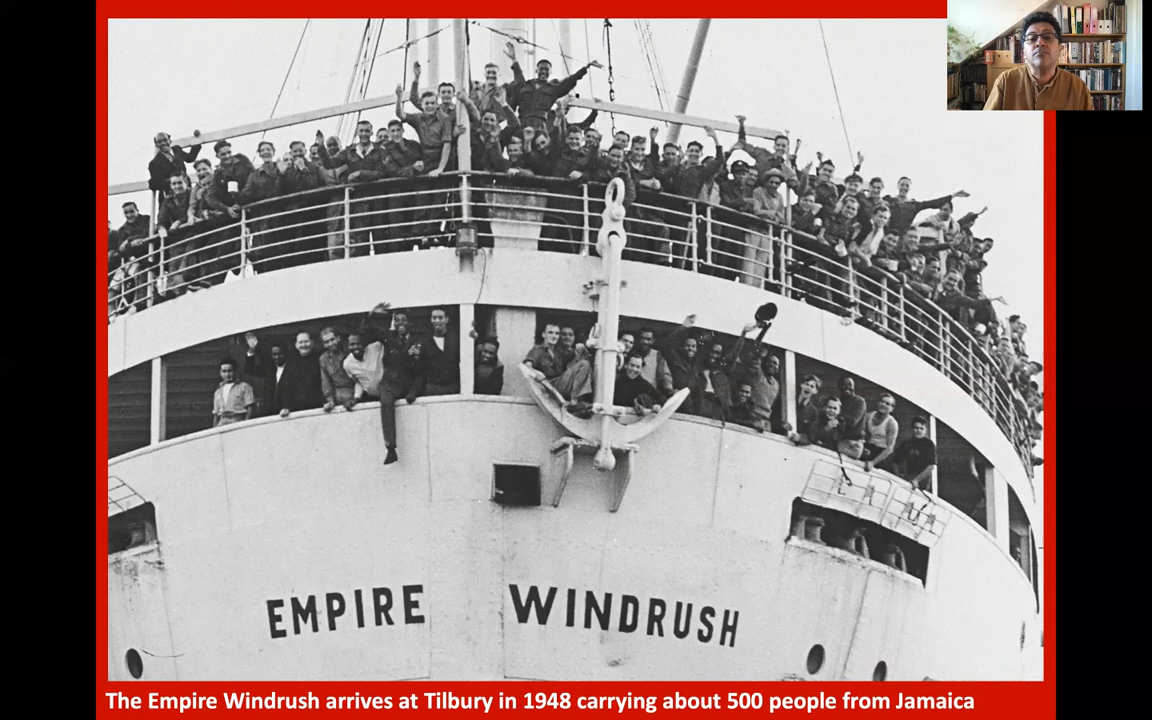 EMPIRE WINDRUSH
The Empire Windrush arrives at Tilbury in 1948 carrying about 500 people from Jamaica